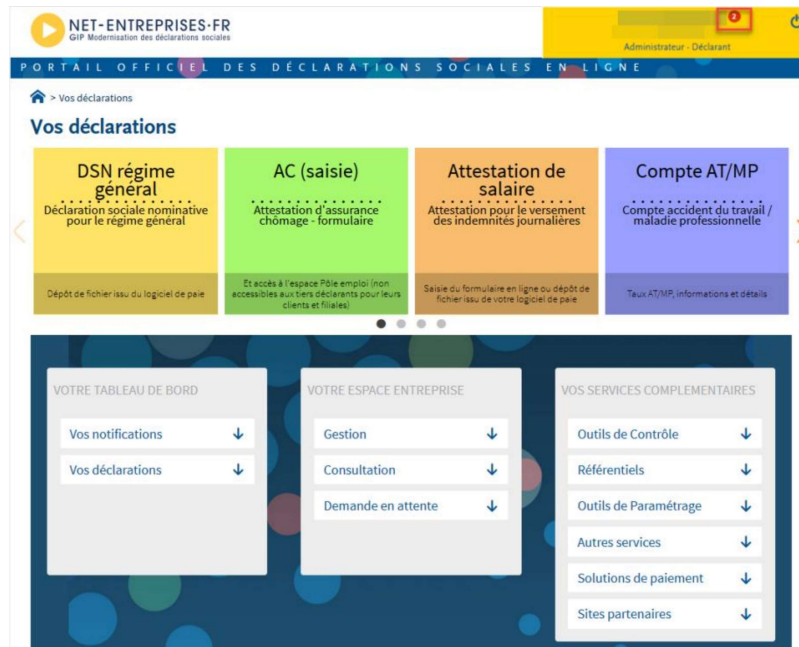 NET-ENTREPRISES·FR
GIP Modernisation des déclarations sociales
2
Administrateur - Déclarant
PORTAIL OFFICIEL DES DÉCLARATIONS SOCIALES EN LIGNE
> Vos déclarations
Vos déclarations
DSN régime
général
Déclaration sociale nominative
pour le régime général
Dépôt de fichier issu du logiciel de paie
AC (saisie)
Attestation d'assurance
chômage - formulaire
Et accès à l'espace Pôle emploi (non
accessibles aux tiers déclarants pour leurs
clients et filiales)
Attestation de
salaire
Attestation pour le versement
des indemnités journalières
Saisie du formulaire en ligne ou dépôt de
fichier issu de votre logiciel de paie
Compte AT/MP
Compte accident du travail /
maladie professionnelle
Taux AT/MP, informations et détails
VOTRE TABLEAU DE BORD
Vos notifications
Vos déclarations
VOTRE ESPACE ENTREPRISE
Gestion
Consultation
Demande en attente
VOS SERVICES COMPLEMENTAIRES
Outils de Contrôle
Référentiels
Outils de Paramétrage
Autres services
Solutions de paiement
Sites partenaires